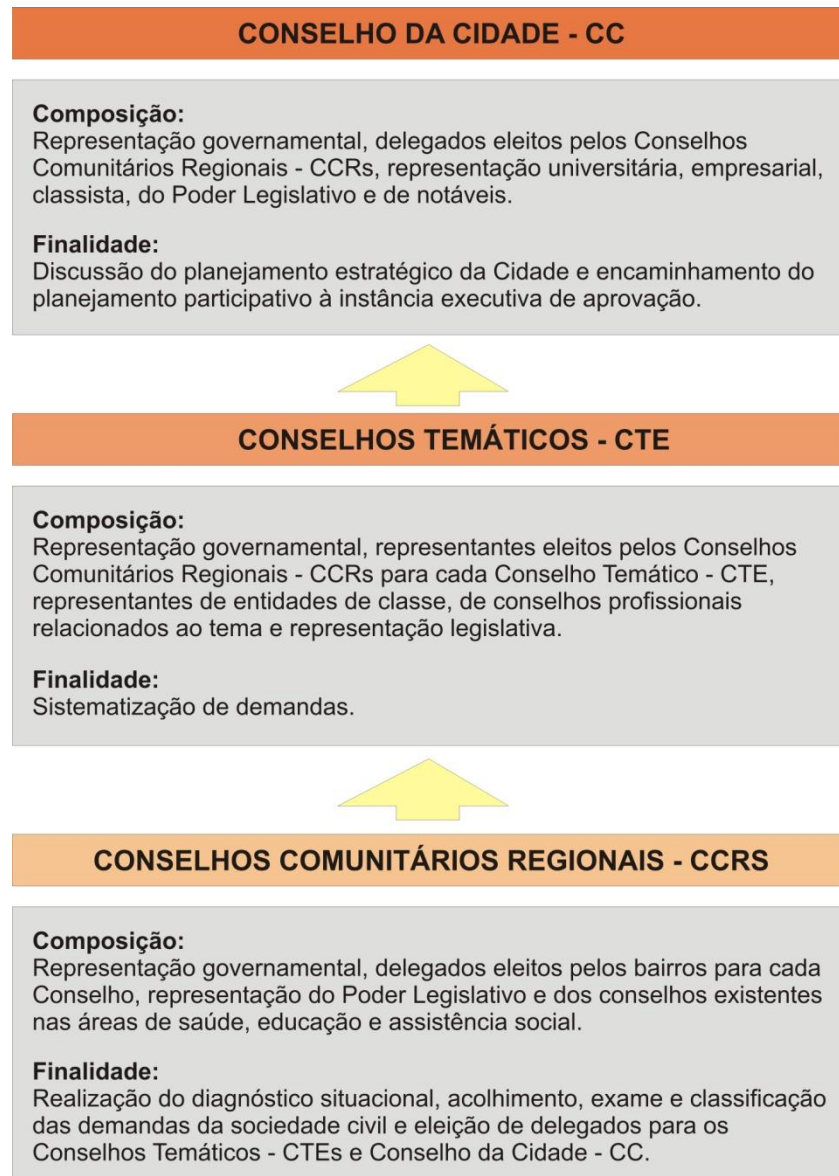 CONSELHO DA CIDADE - CC
Composição:
Representação governamental, delegados eleitos pelos Conselhos
Comunitários Regionais - CCRs, representação universitária, empresarial,
classista, do Poder Legislativo e de notáveis.
Finalidade:
Discussão do planejamento estratégico da Cidade e encaminhamento do
planejamento participativo à instância executiva de aprovação.
CONSELHOS TEMÁTICOS - CTE
Composição:
Representação governamental, representantes eleitos pelos Conselhos
Comunitários Regionais - CCRs para cada Conselho Temático - CTE,
representantes de entidades de classe, de conselhos profissionais
relacionados ao tema e representação legislativa.
Finalidade:
Sistematização de demandas.
CONSELHOS COMUNITÁRIOS REGIONAIS - CCRS
Composição:
Representação governamental, delegados eleitos pelos bairros para cada
Conselho, representação do Poder Legislativo e dos conselhos existentes
nas áreas de saúde, educação e assistência social.
Finalidade:
Realização do diagnóstico situacional, acolhimento, exame e classificação
das demandas da sociedade civil e eleição de delegados para os
Conselhos Temáticos - CTEs e Conselho da Cidade - CC.